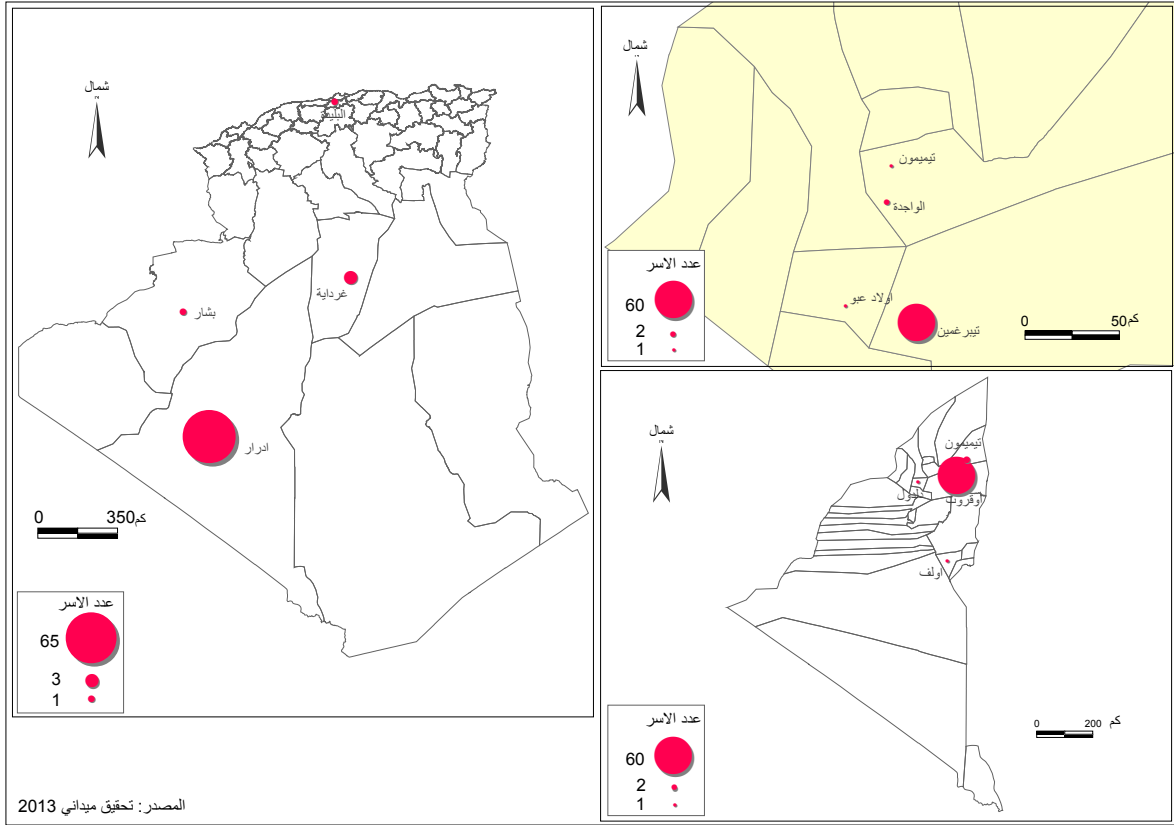 شمال
N
البليدة
غرداية
بشار
ادرار
0 350 كم
عدد الاسر
65
3
1
المصدر: تحقيق ميداني 2013
شمال
N
تيميمون
الواجدة
اولاد عبو
تيبرغمين
عدد الاسر
60
2
1
0 50 كم
شمال
N
تيميمون
دلدول
اوقروت
اولف
0 200 كم
عدد الاسر
60
2
1